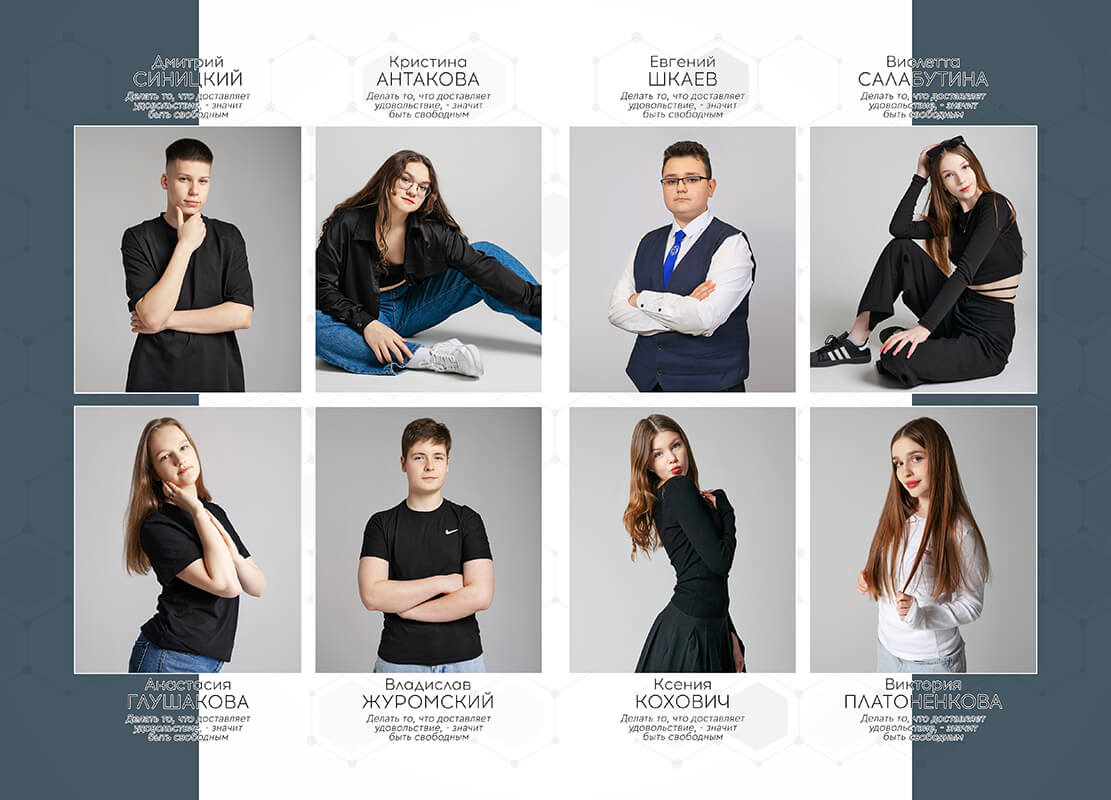 Дмитрий
СИНИЦКИЙ
Делать то, что доставляет
удовольствие, - значит
быть свободным
Кристина
АНТАКОВА
Делать то, что доставляет
удовольствие, - значит
быть свободным
Евгений
ШКАЕВ
Делать то, что доставляет
удовольствие, - значит
быть свободным
Виолетта
САЛАБУТИНА
Делать то, что доставляет
удовольствие, - значит
быть свободным
Анастасия
ГЛУШАКОВА
Делать то, что доставляет
удовольствие, - значит
быть свободным
Владислав
ЖУРОМСКИЙ
Делать то, что доставляет
удовольствие, - значит
быть свободным
Ксения
КОХОВИЧ
Делать то, что доставляет
удовольствие, - значит
быть свободным
Виктория
ПЛАТОНЕНКОВА
Делать то, что доставляет
удовольствие, - значит
быть свободным